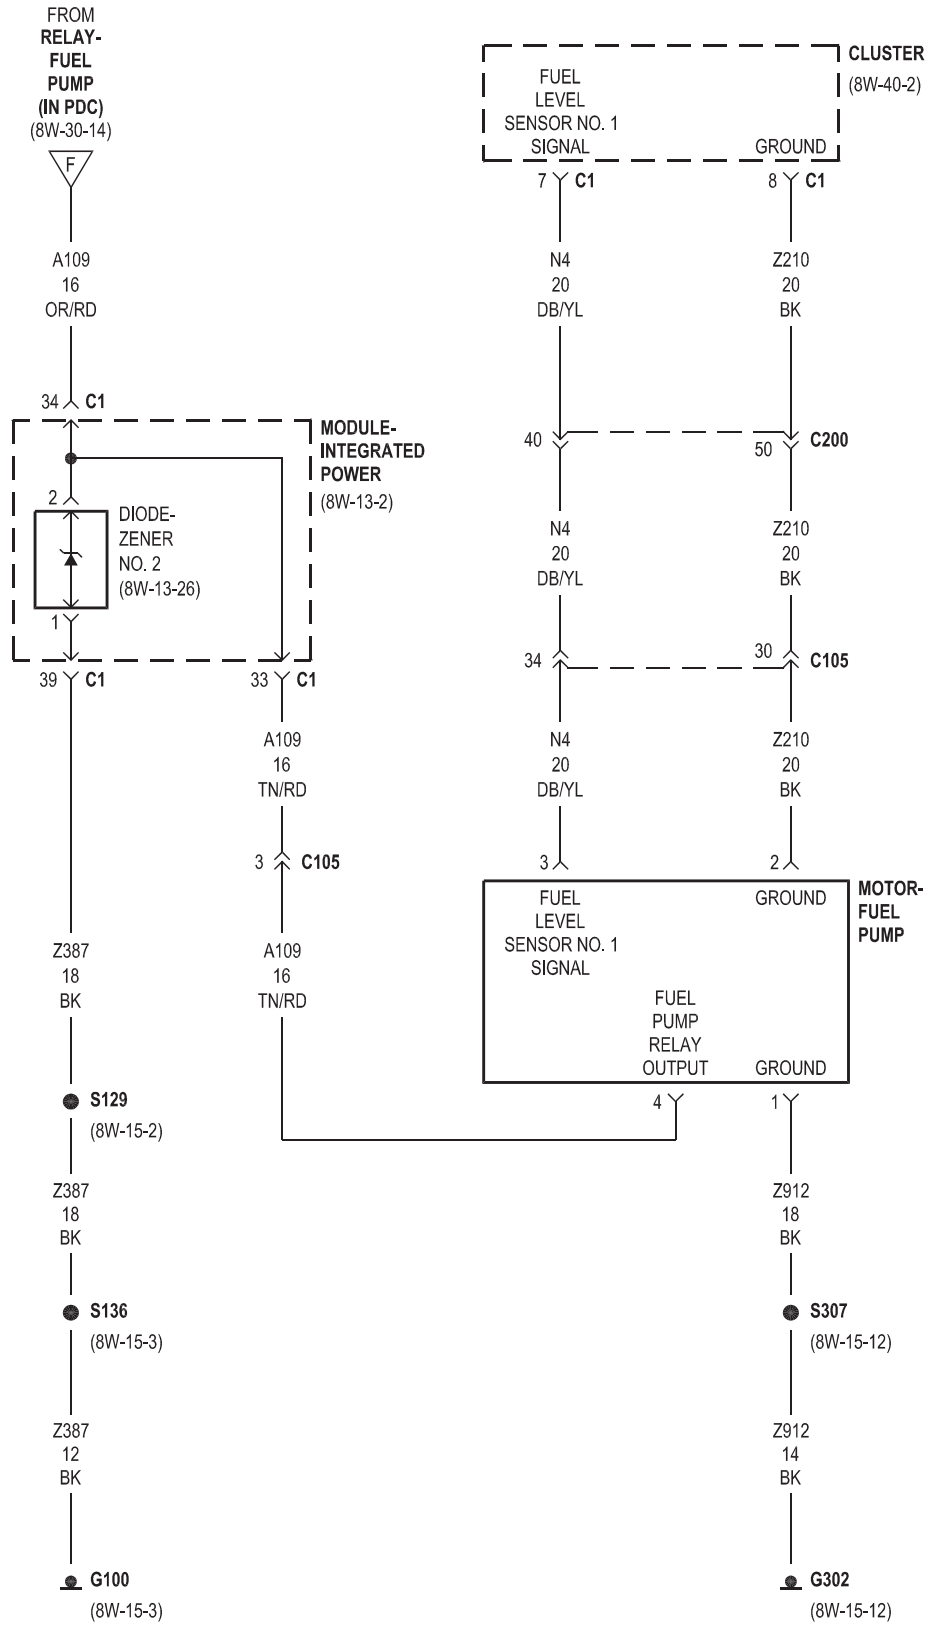 FROM
RELAY-
FUEL
PUMP
(IN PDC)
(8W-30-14)
F
A109
16
OR/RD
34 C1
MODULE-
INTEGRATED
POWER
(8W-13-2)
2
DIODE-
ZENER
NO. 2
(8W-13-26)
1
39 C1
33 C1
A109
16
TN/RD
3 C105
A109
16
TN/RD
Z387
18
BK
S129
(8W-15-2)
Z387
18
BK
S136
(8W-15-3)
Z387
12
BK
G100
(8W-15-3)
CLUSTER
(8W-40-2)
FUEL
LEVEL
SENSOR NO. 1
SIGNAL
GROUND
7 C1
8 C1
N4
20
DB/YL
Z210
20
BK
40
50
C200
N4
20
DB/YL
Z210
20
BK
34
30
C105
N4
20
DB/YL
Z210
20
BK
3
2
MOTOR-
FUEL
PUMP
FUEL
LEVEL
SENSOR NO. 1
SIGNAL
GROUND
FUEL
PUMP
RELAY
OUTPUT
GROUND
4
1
Z912
18
BK
S307
(8W-15-12)
Z912
14
BK
G302
(8W-15-12)